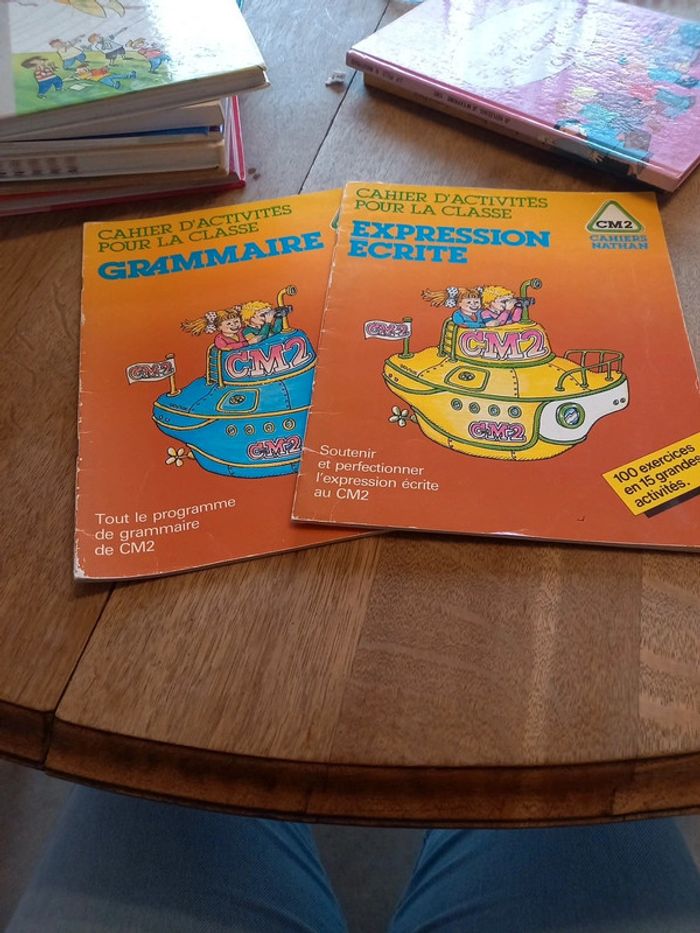 CAHIER D'ACTIVITES
POUR LA CLASSE
GRAMMAIRE
CM2
CM2
CM2
Tout le programme
de grammaire
de CM2
CAHIER D'ACTIVITES
POUR LA CLASSE
EXPRESSION
ECRITE
CM2
CAHIERS
NATHAN
CM2
CM2
CM2
Soutenir
et perfectionner
l'expression écrite
au CM2
100 exercices
en 15 grandes
activités.